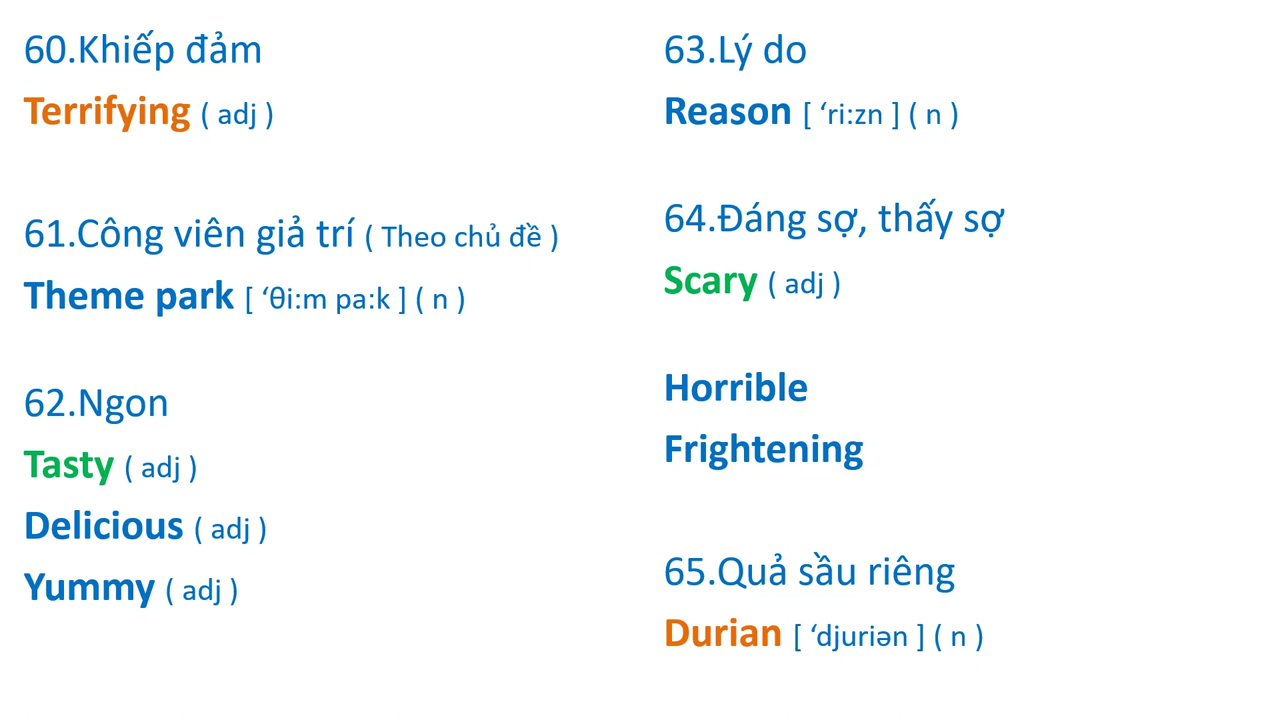 60.Khiếp đảm
Terrifying ( adj )
61.Công viên giả trí ( Theo chủ đề )
Theme park [ ‘θi:m pa:k ] ( n )
62.Ngon
Tasty ( adj )
Delicious ( adj )
Yummy ( adj )
63.Lý do
Reason [ ‘ri:zn ] ( n )
64.Đáng sợ, thấy sợ
Scary ( adj )
Horrible
Frightening
65.Quả sầu riêng
Durian [ ‘djuriən ] ( n )